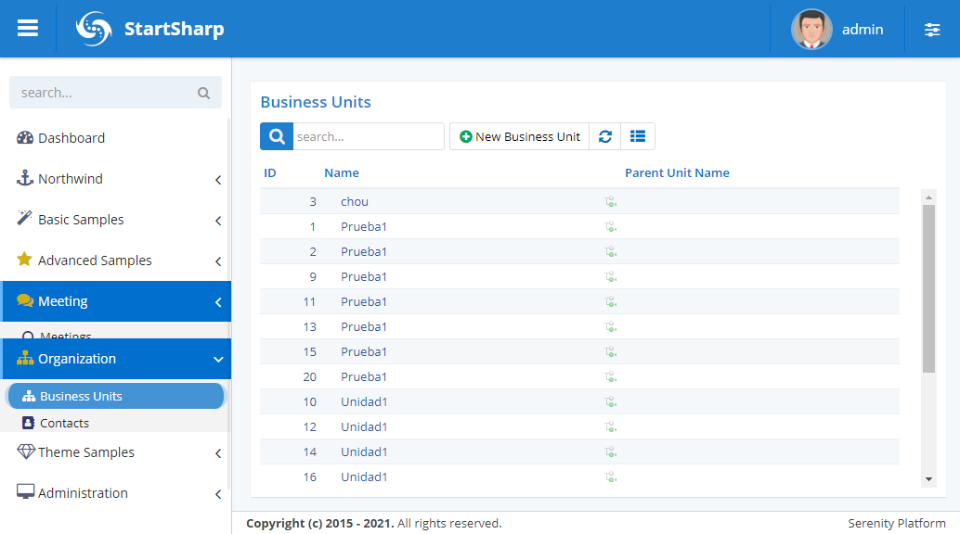 StartSharp
admin
search...
Dashboard
Northwind
Basic Samples
Advanced Samples
Meeting
Meetings
Organization
Business Units
Contacts
Theme Samples
Administration
Business Units
search...
New Business Unit
ID Name Parent Unit Name
3 chou
1 Prueba1
2 Prueba1
9 Prueba1
11 Prueba1
13 Prueba1
15 Prueba1
20 Prueba1
10 Unidad1
12 Unidad1
14 Unidad1
16 Unidad1
Copyright (c) 2015 - 2021. All rights reserved.
Serenity Platform